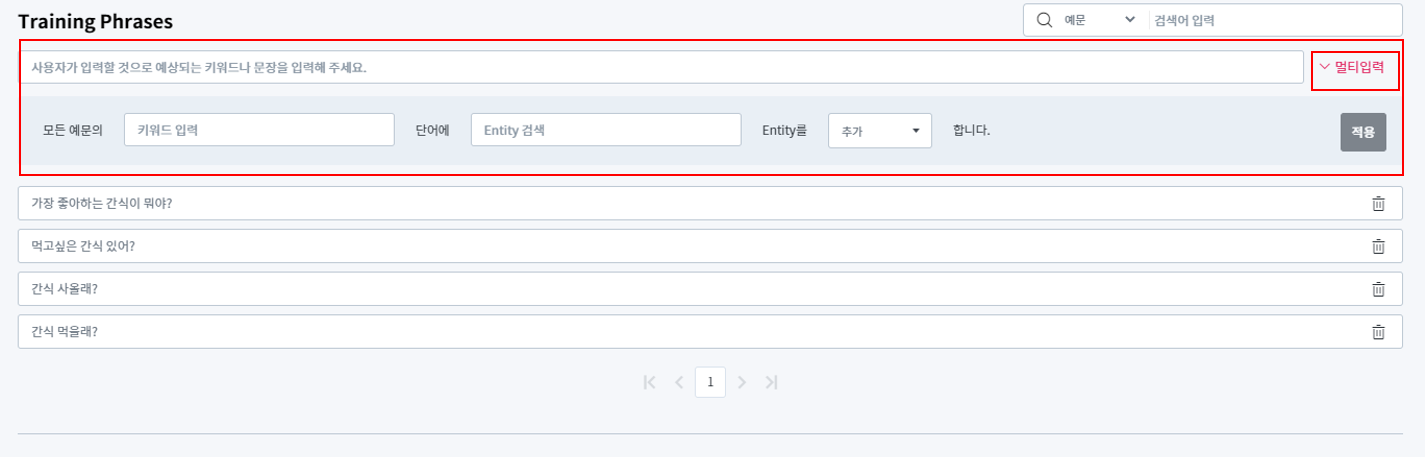 Training Phrases
예문 검색어 입력
사용자가 입력할 것으로 예상되는 키워드나 문장을 입력해 주세요. 멀티입력
모든 예문의 키워드 입력 단어에 Entity 검색 Entity를 추가 합니다. 적용
가장 좋아하는 간식이 뭐야?
먹고싶은 간식 있어?
간식 사올래?
간식 먹을래?
1